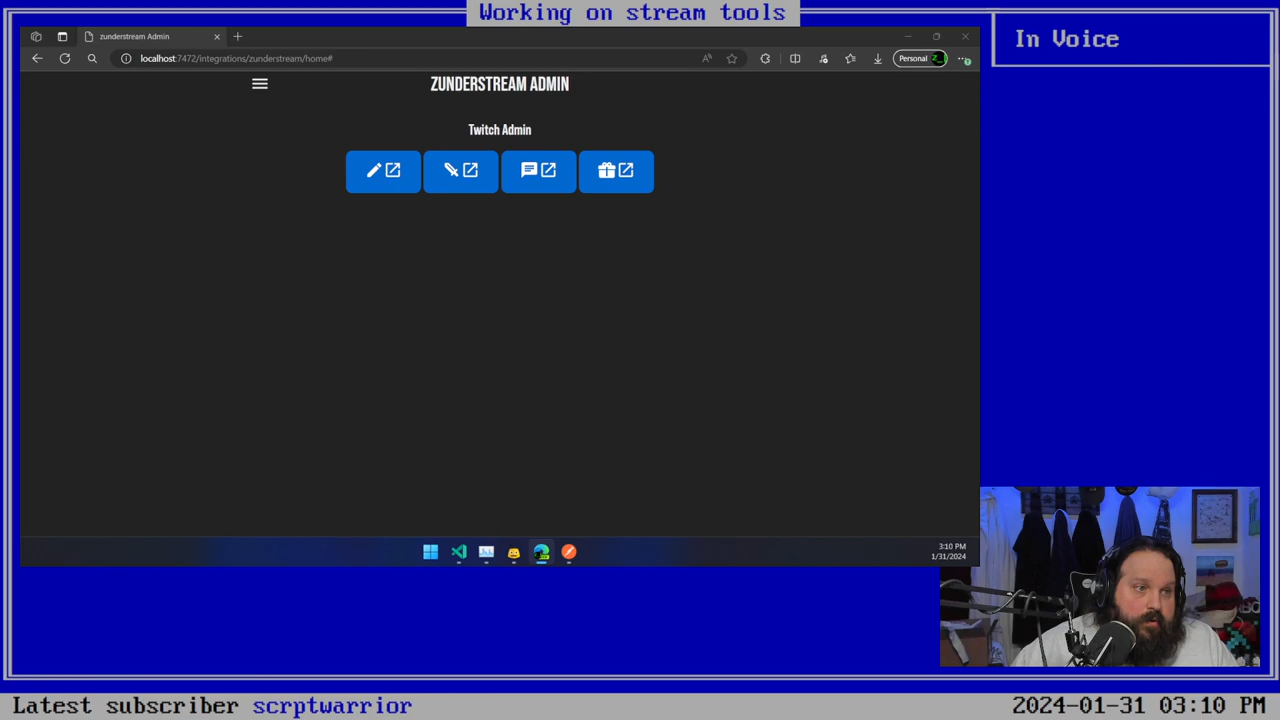 Working on stream tools
In Voice
zunderstream Admin
localhost:7472/integrations/zunderstream/home#
Personal
ZUNDERSTREAM ADMIN
Twitch Admin
3:10 PM
1/31/2024
Latest subscriber scrptwarrior
2024-01-31 03:10 PM